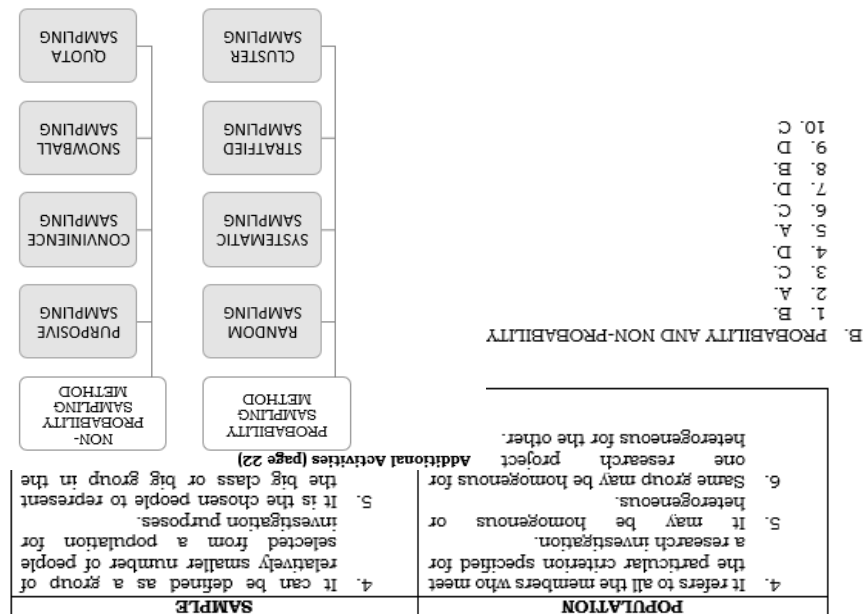 POPULATION
SAMPLE
4. It refers to all the members who meet
the particular criterion specified for
a research investigation.
5. It may be homogenous or
heterogeneous.
6. Same group may be homogenous for
one research project
heterogeneous for the other.
4. It can be defined as a group of
relatively smaller number of people
selected from a population for
investigation purposes.
5. It is the chosen people to represent
the big class or big group in the
Additional Activities (page 22)
B. PROBABILITY AND NON-PROBABILITY
1. B.
2. A.
3. C.
4. D.
5. A.
6. C.
7. D.
8. B.
9. D
10. C
PROBABILITY
SAMPLING
METHOD
RANDOM
SAMPLING
SYSTEMATIC
SAMPLING
STRATFIED
SAMPLING
CLUSTER
SAMPLING
NON-
PROBABILITY
SAMPLING
METHOD
PURPOSIVE
SAMPLING
CONVINIENCE
SAMPLING
SNOWBALL
SAMPLING
QUOTA
SAMPLING